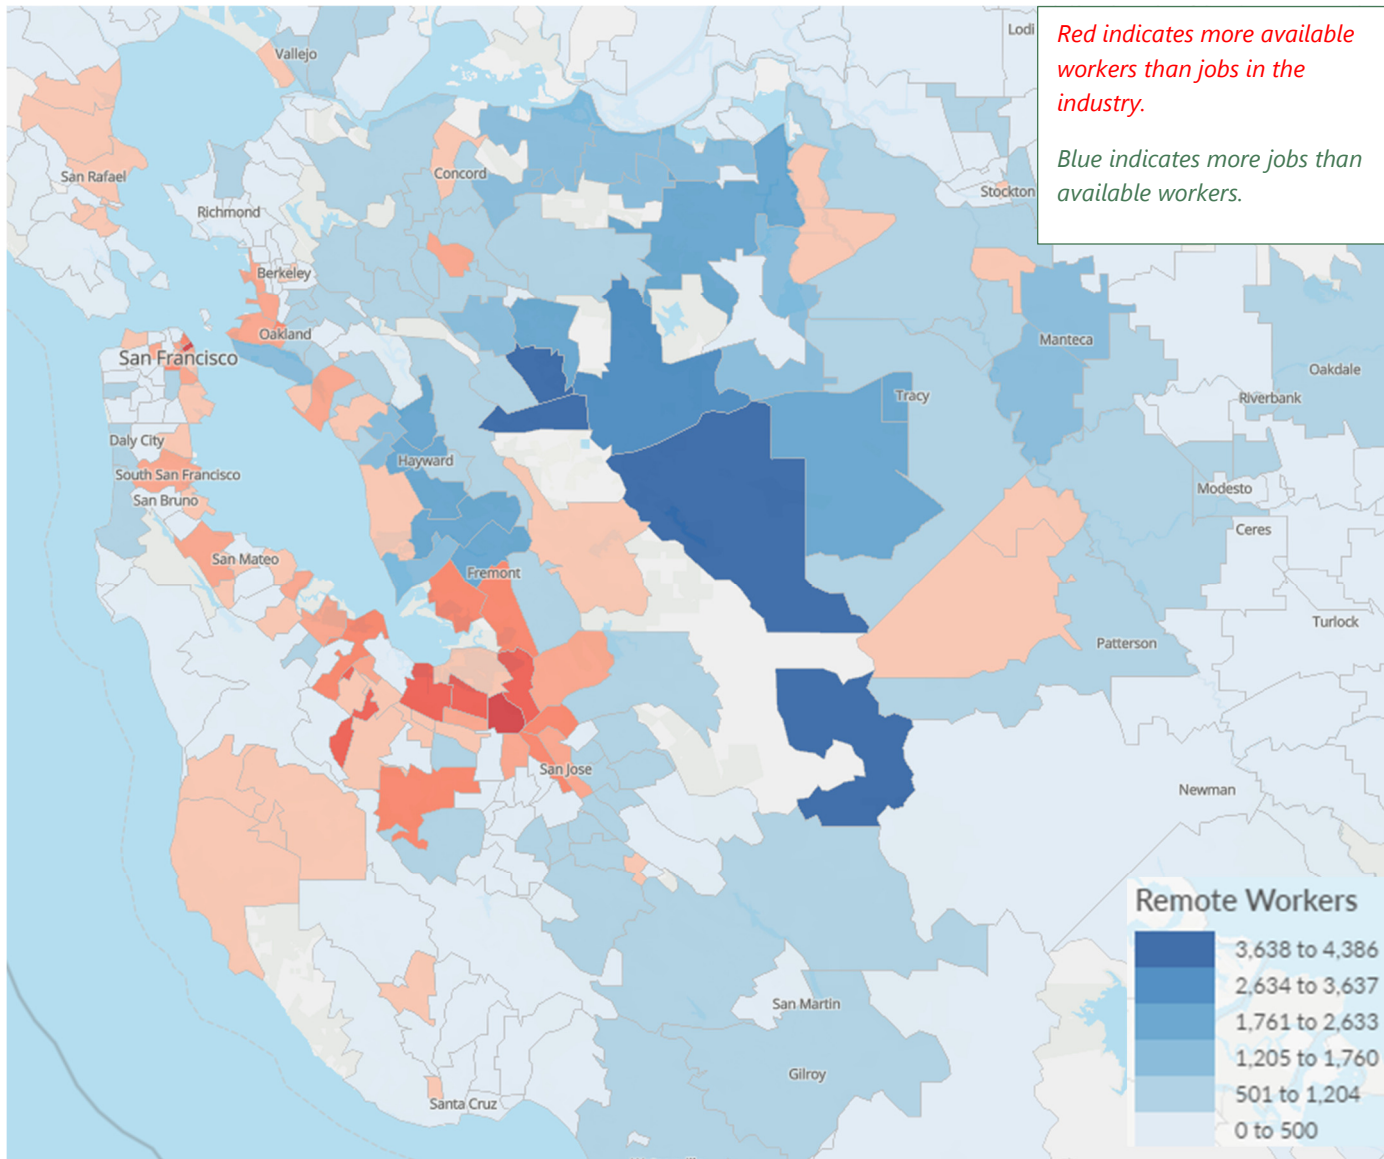 Vallejo
Lodi
Red indicates more available
workers than jobs in the
industry.
Blue indicates more jobs than
available workers.
San Rafael
Concord
Stockton
Richmond
Berkeley
Oakland
San Francisco
Manteca
Oakdale
Tracy
Riverbank
Daly City
Hayward
South San Francisco
San Bruno
Modesto
Ceres
San Mateo
Fremont
Turlock
Patterson
San Jose
Newman
San Martin
Gilroy
Santa Cruz
Remote Workers
3,638 to 4,386
2,634 to 3,637
1,761 to 2,633
1,205 to 1,760
501 to 1,204
0 to 500